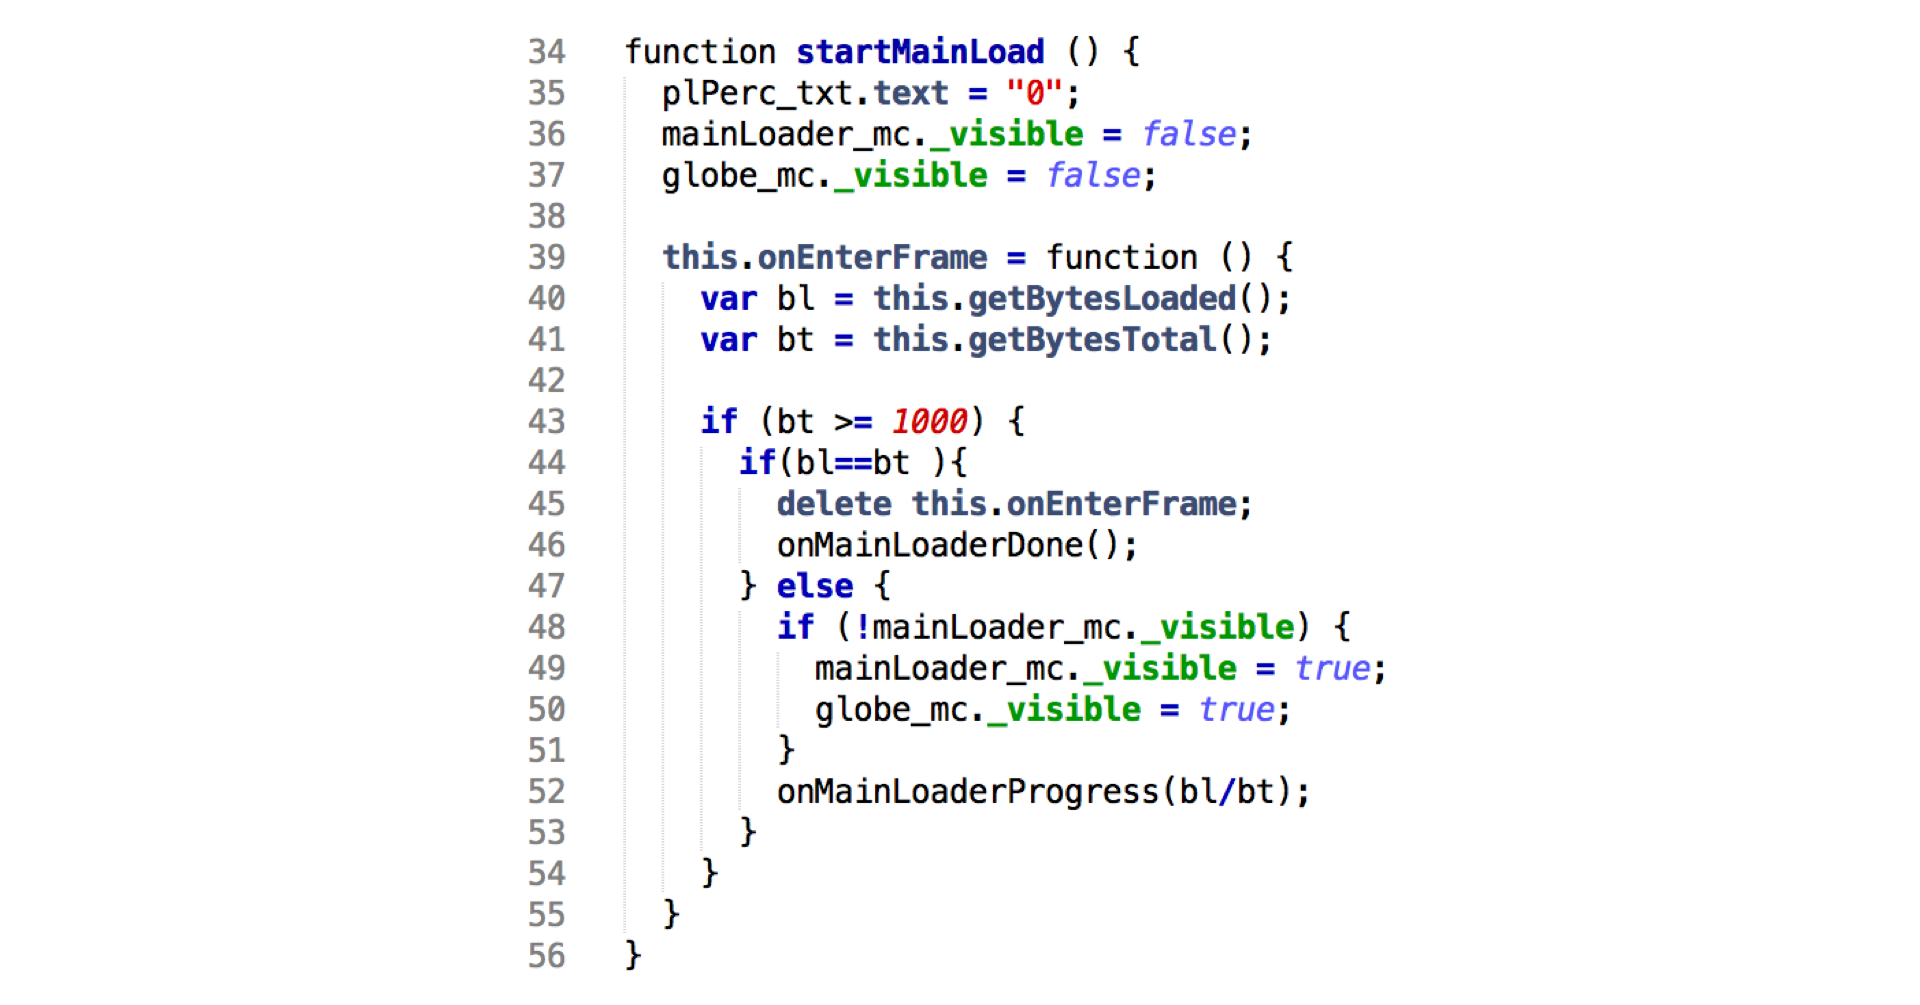 34 function startMainLoad () {
35 plPerc_txt.text = "0";
36 mainLoader_mc._visible = false;
37 globe_mc._visible = false;
38
39 this.onEnterFrame = function () {
40 var bl = this.getBytesLoaded();
41 var bt = this.getBytesTotal();
42
43 if (bt >= 1000) {
44 if(bl==bt ){
45 delete this.onEnterFrame;
46 onMainLoaderDone();
47 } else {
48 if (!mainLoader_mc._visible) {
49 mainLoader_mc._visible = true;
50 globe_mc._visible = true;
51 }
52 onMainLoaderProgress(bl/bt);
53 }
54 }
55 }
56 }